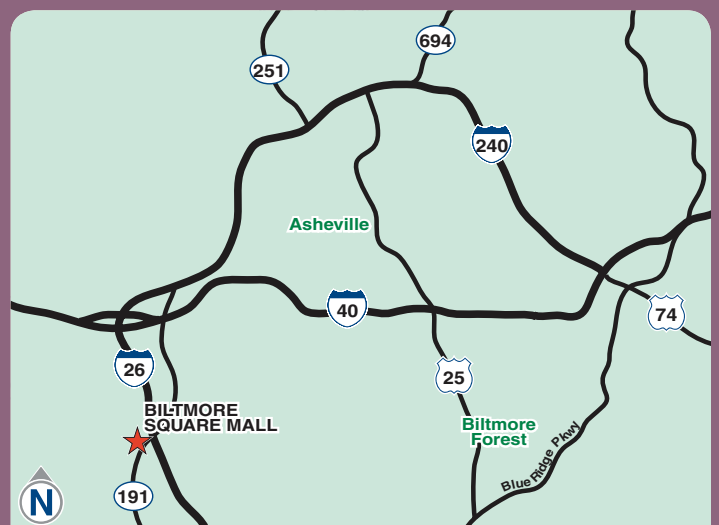 694
251
240
Asheville
40
74
26
25
BILTMORE
SQUARE MALL
Biltmore
Forest
Blue Ridge Pkwy
191
N